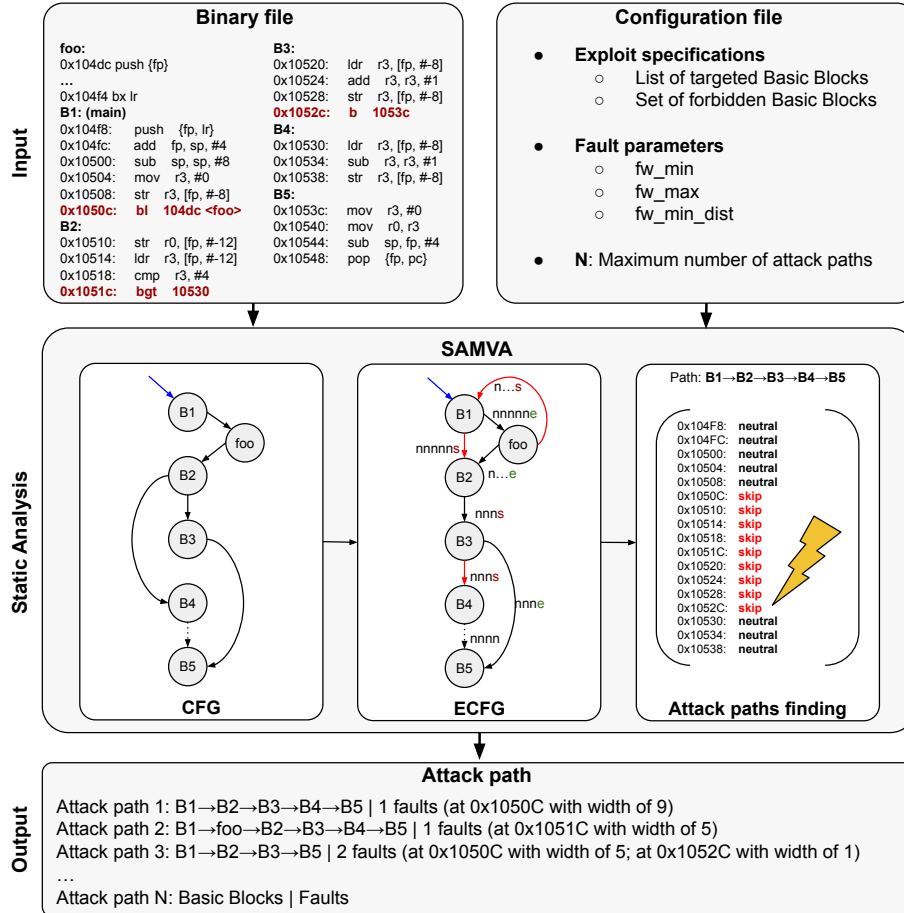 Input
Binary file
foo:
0x104dc push {fp}
...
0x104f4 bx lr
B1: (main)
0x104f8: push {fp, lr}
0x104fc: add fp, sp, #4
0x10500: sub sp, sp, #8
0x10504: mov r3, #0
0x10508: str r3, [fp, #-8]
0x1050c: bl 104dc <foo>
B2:
0x10510: str r0, [fp, #-12]
0x10514: ldr r3, [fp, #-12]
0x10518: cmp r3, #4
0x1051c: bgt 10530
B3:
0x10520: ldr r3, [fp, #-8]
0x10524: add r3, r3, #1
0x10528: str r3, [fp, #-8]
0x1052c: b 1053c
B4:
0x10530: ldr r3, [fp, #-8]
0x10534: sub r3, r3, #1
0x10538: str r3, [fp, #-8]
B5:
0x1053c: mov r3, #0
0x10540: mov r0, r3
0x10544: sub sp, fp, #4
0x10548: pop {fp, pc}
Configuration file
● Exploit specifications
○ List of targeted Basic Blocks
○ Set of forbidden Basic Blocks
● Fault parameters
○ fw_min
○ fw_max
○ fw_min_dist
● N: Maximum number of attack paths
Static Analysis
SAMVA
B1
foo
B2
B3
B4
B5
CFG
n...s
B1
nnnnne
foo
nnnnns
B2
n...e
nnns
B3
nnns
B4
nnne
nnnn
B5
ECFG
Path: B1→B2→B3→B4→B5
0x104F8: neutral
0x104FC: neutral
0x10500: neutral
0x10504: neutral
0x10508: neutral
0x1050C: skip
0x10510: skip
0x10514: skip
0x10518: skip
0x1051C: skip
0x10520: skip
0x10524: skip
0x10528: skip
0x1052C: skip
0x10530: neutral
0x10534: neutral
0x10538: neutral
Attack paths finding
Output
Attack path
Attack path 1: B1→B2→B3→B4→B5 | 1 faults (at 0x1050C with width of 9)
Attack path 2: B1→foo→B2→B3→B4→B5 | 1 faults (at 0x1051C with width of 5)
Attack path 3: B1→B2→B3→B5 | 2 faults (at 0x1050C with width of 5; at 0x1052C with width of 1)
...
Attack path N: Basic Blocks | Faults